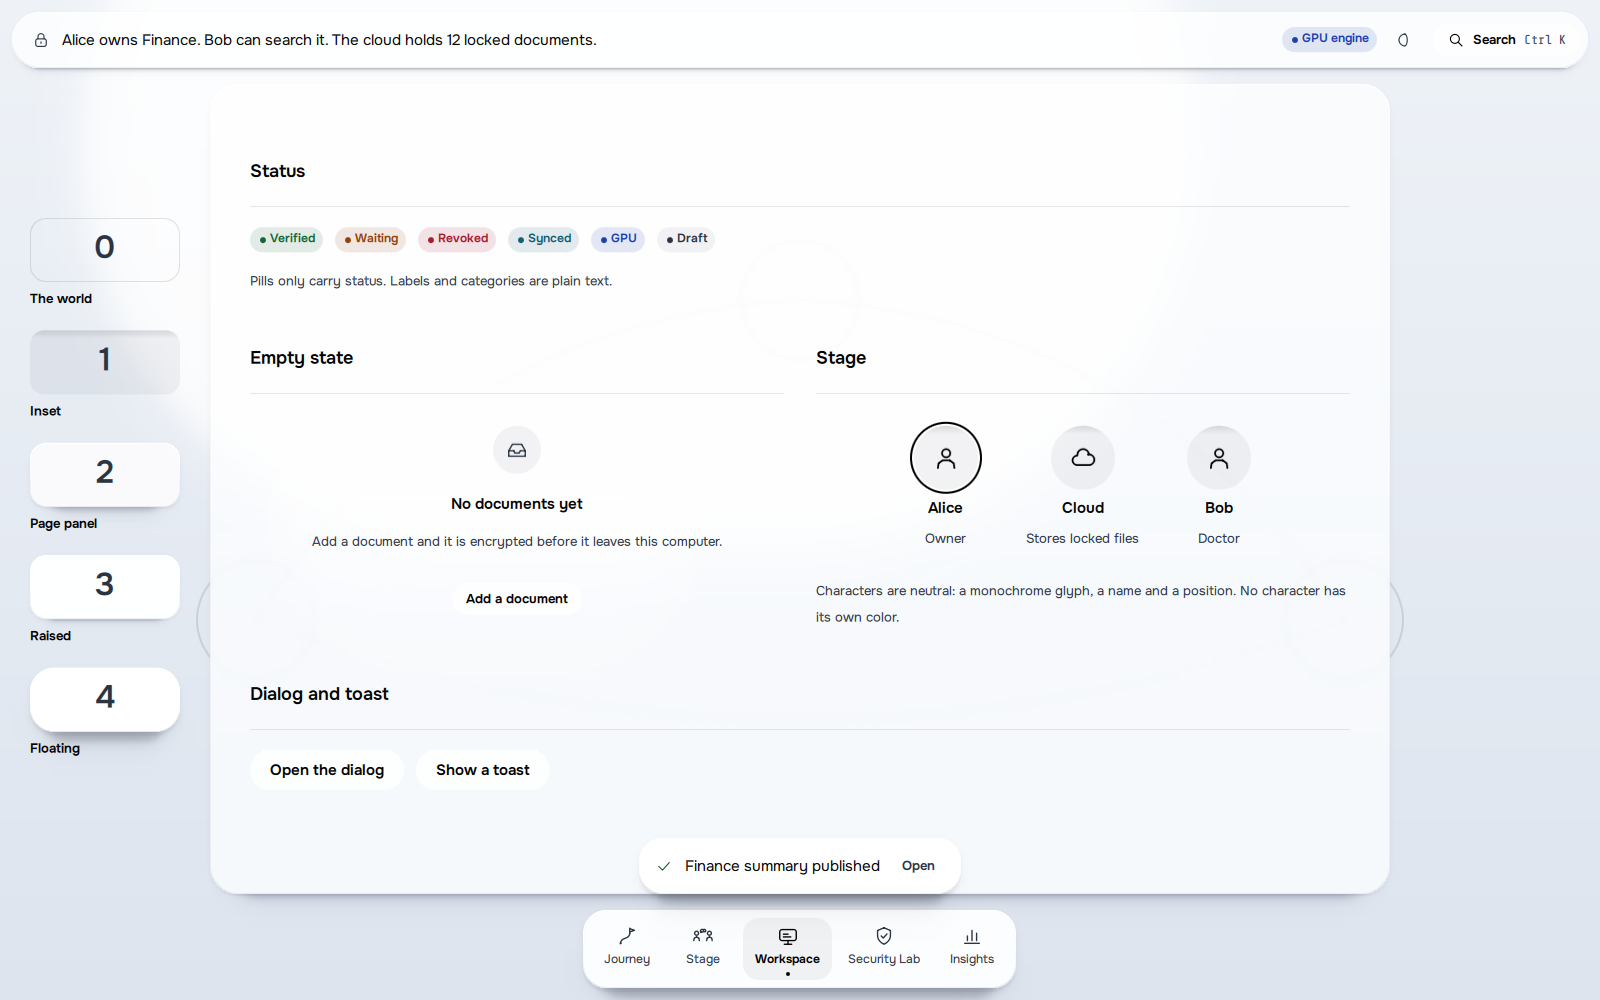 Alice owns Finance. Bob can search it. The cloud holds 12 locked documents.
GPU engine
Search Ctrl K
0
The world
1
Inset
2
Page panel
3
Raised
4
Floating
Status
Verified Waiting Revoked Synced GPU Draft
Pills only carry status. Labels and categories are plain text.
Empty state
No documents yet
Add a document and it is encrypted before it leaves this computer.
Add a document
Stage
Alice Cloud Bob
Owner Stores locked files Doctor
Characters are neutral: a monochrome glyph, a name and a position. No character has
its own color.
Dialog and toast
Open the dialog Show a toast
Finance summary published Open
Journey Stage Workspace Security Lab Insights